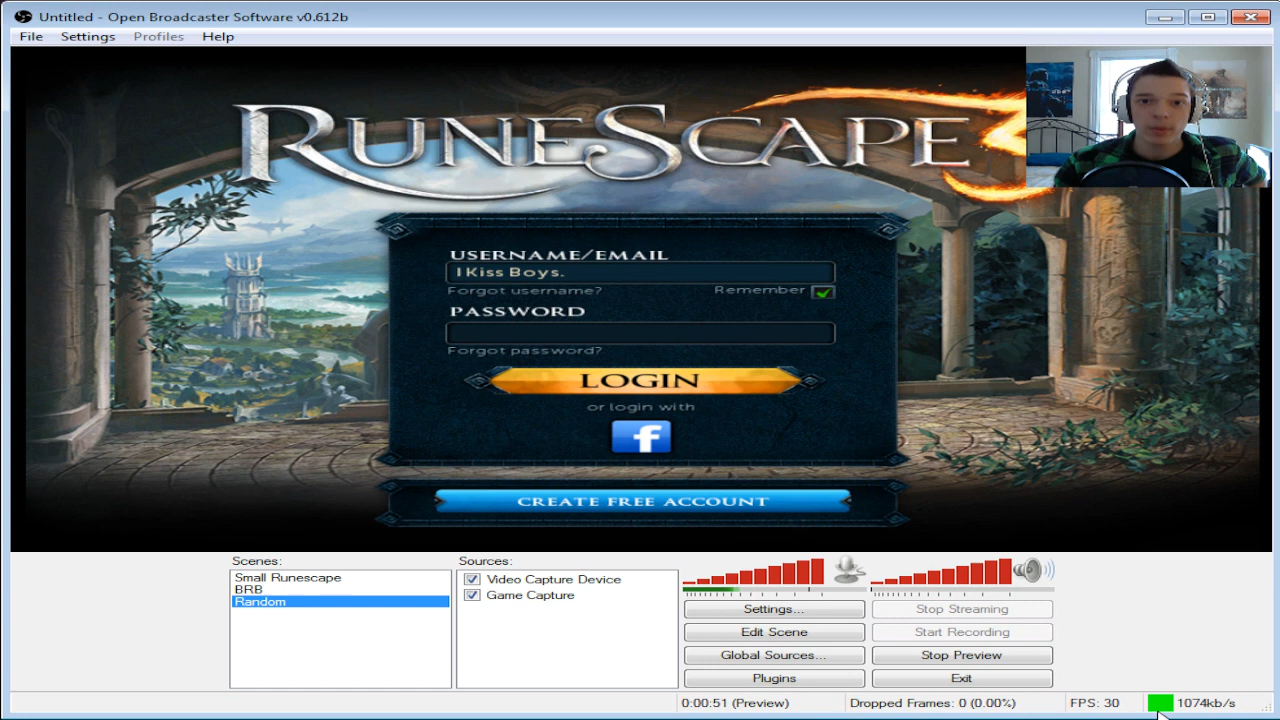 Untitled - Open Broadcaster Software v0.612b
File Settings Profiles Help
RUNESCAPE 3
USERNAME/EMAIL
I Kiss Boys.
Forgot username? Remember
PASSWORD
Forgot password?
LOGIN
or login with
f
CREATE FREE ACCOUNT
Scenes:
Small Runescape
BRB
Random
Sources:
Video Capture Device
Game Capture
Settings... Stop Streaming
Edit Scene Start Recording
Global Sources... Stop Preview
Plugins Exit
0:00:51 (Preview) Dropped Frames: 0 (0.00%) FPS: 30 1074kb/s